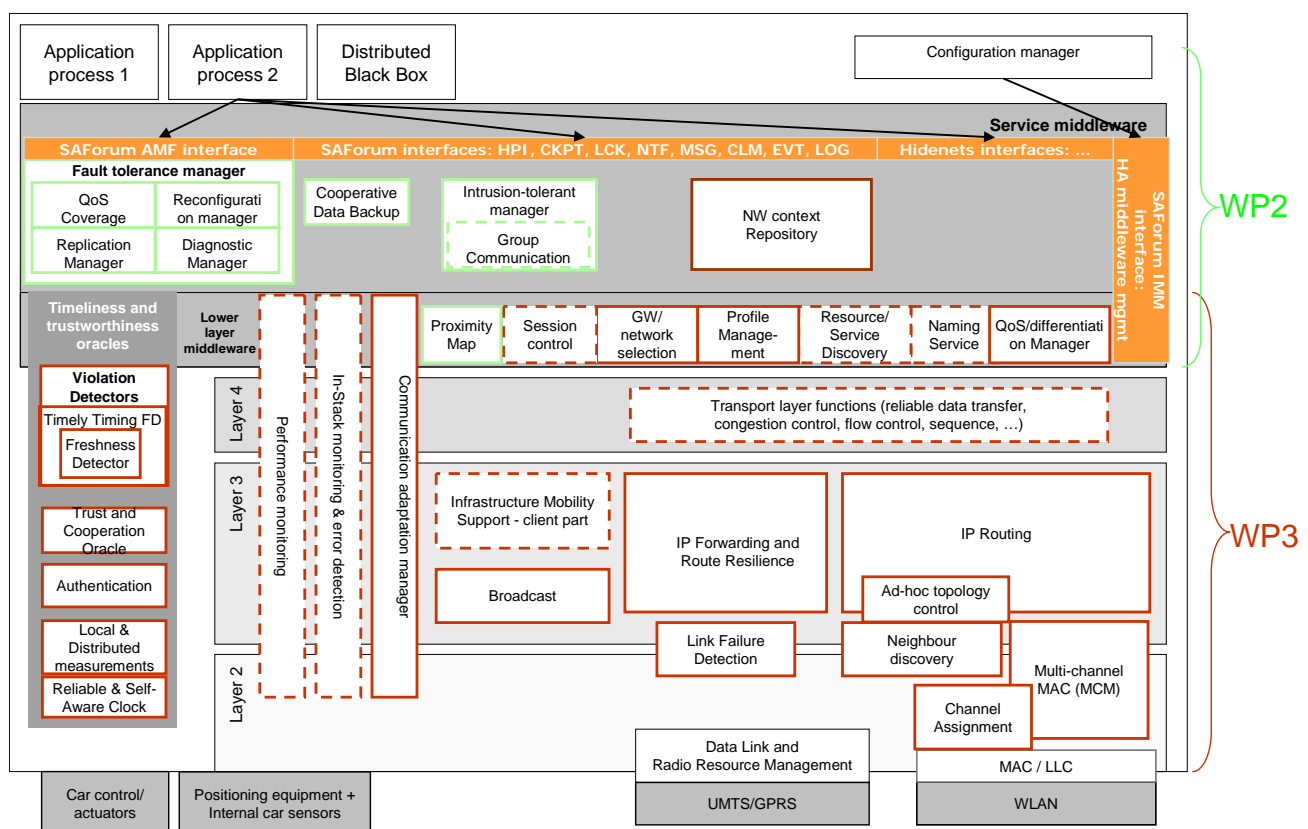 Application
process 1
Application
process 2
Distributed
Black Box
Configuration manager
Service middleware
SAForum AMF interface
SAForum interfaces: HPI, CKPT, LCK, NTF, MSG, CLM, EVT, LOG
Hidenets interfaces: ...
SAForum IMM
interface:
HA middleware mgmt
WP2
Fault tolerance manager
QoS
Coverage
Reconfigurati
on manager
Replication
Manager
Diagnostic
Manager
Cooperative
Data Backup
Intrusion-tolerant
manager
Group
Communication
NW context
Repository
Timeliness and
trustworthiness
oracles
Lower
layer
middleware
Proximity
Map
Session
control
GW/
network
selection
Profile
Manage-
ment
Resource/
Service
Discovery
Naming
Service
QoS/differentiati
on Manager
Violation
Detectors
Timely Timing FD
Freshness
Detector
Trust and
Cooperation
Oracle
Authentication
Local &
Distributed
measurements
Reliable & Self-
Aware Clock
Performance monitoring
In-Stack monitoring & error detection
Communication adaptation manager
Layer 4
Transport layer functions (reliable data transfer,
congestion control, flow control, sequence, …)
Layer 3
Infrastructure Mobility
Support - client part
Broadcast
IP Forwarding and
Route Resilience
IP Routing
Ad-hoc topology
control
WP3
Layer 2
Link Failure
Detection
Neighbour
discovery
Multi-channel
MAC (MCM)
Channel
Assignment
Data Link and
Radio Resource Management
MAC / LLC
Car control/
actuators
Positioning equipment +
Internal car sensors
UMTS/GPRS
WLAN